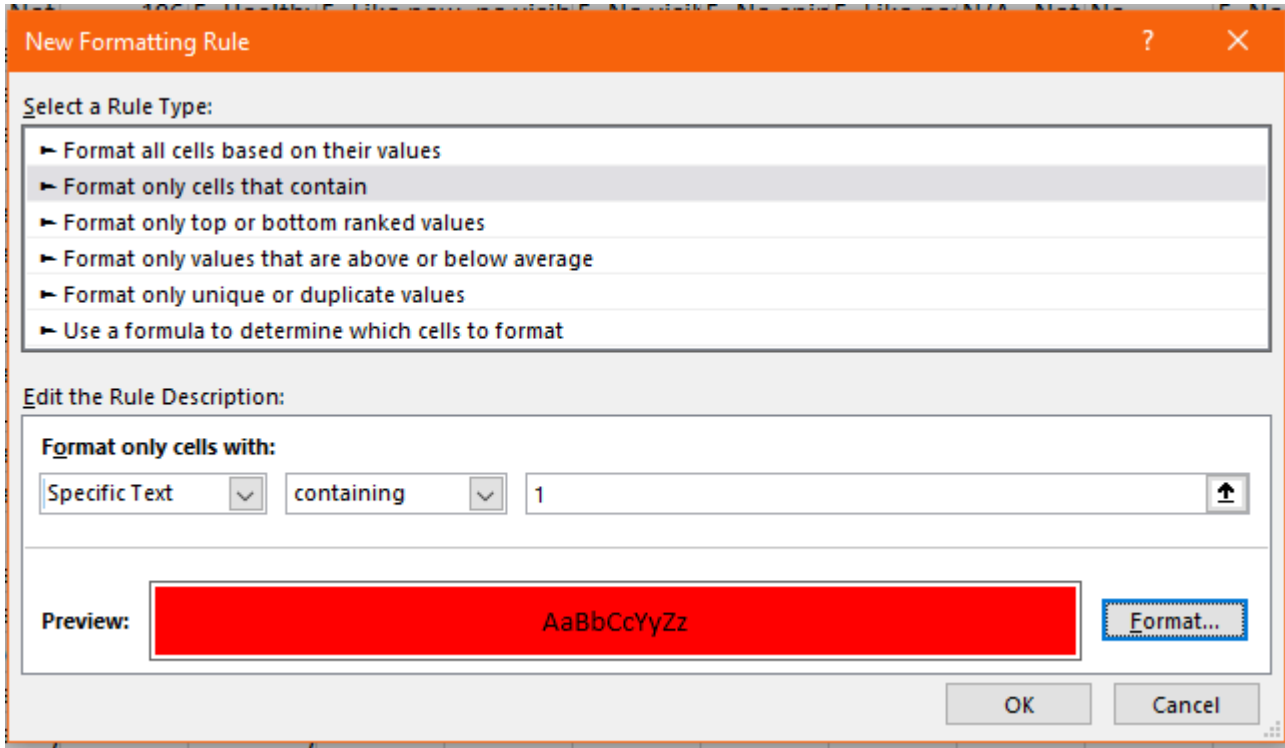 New Formatting Rule ? ×
Select a Rule Type:
► Format all cells based on their values
► Format only cells that contain
► Format only top or bottom ranked values
► Format only values that are above or below average
► Format only unique or duplicate values
► Use a formula to determine which cells to format
Edit the Rule Description:
Format only cells with:
Specific Text containing 1
Preview: AaBbCcYyZz Format...
OK Cancel